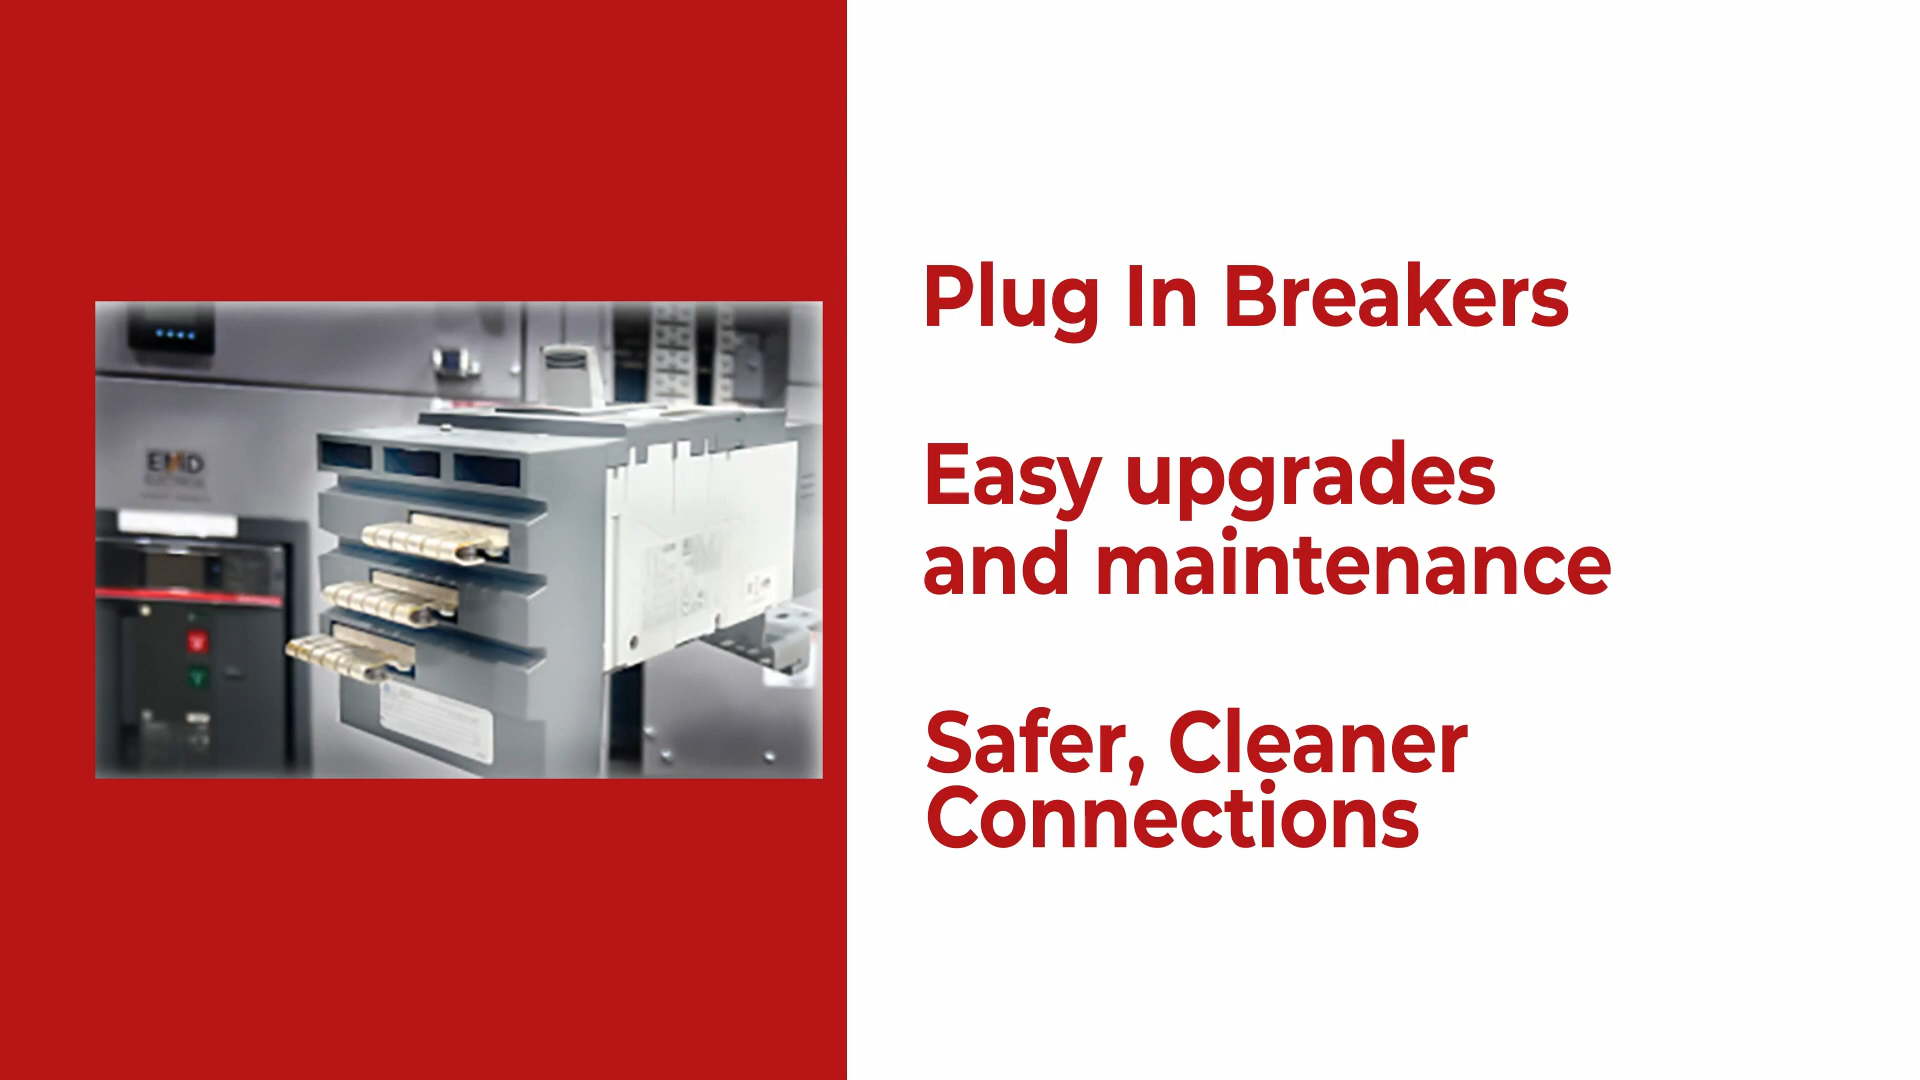 Plug In Breakers
Easy upgrades
and maintenance
Safer, Cleaner
Connections
EMD